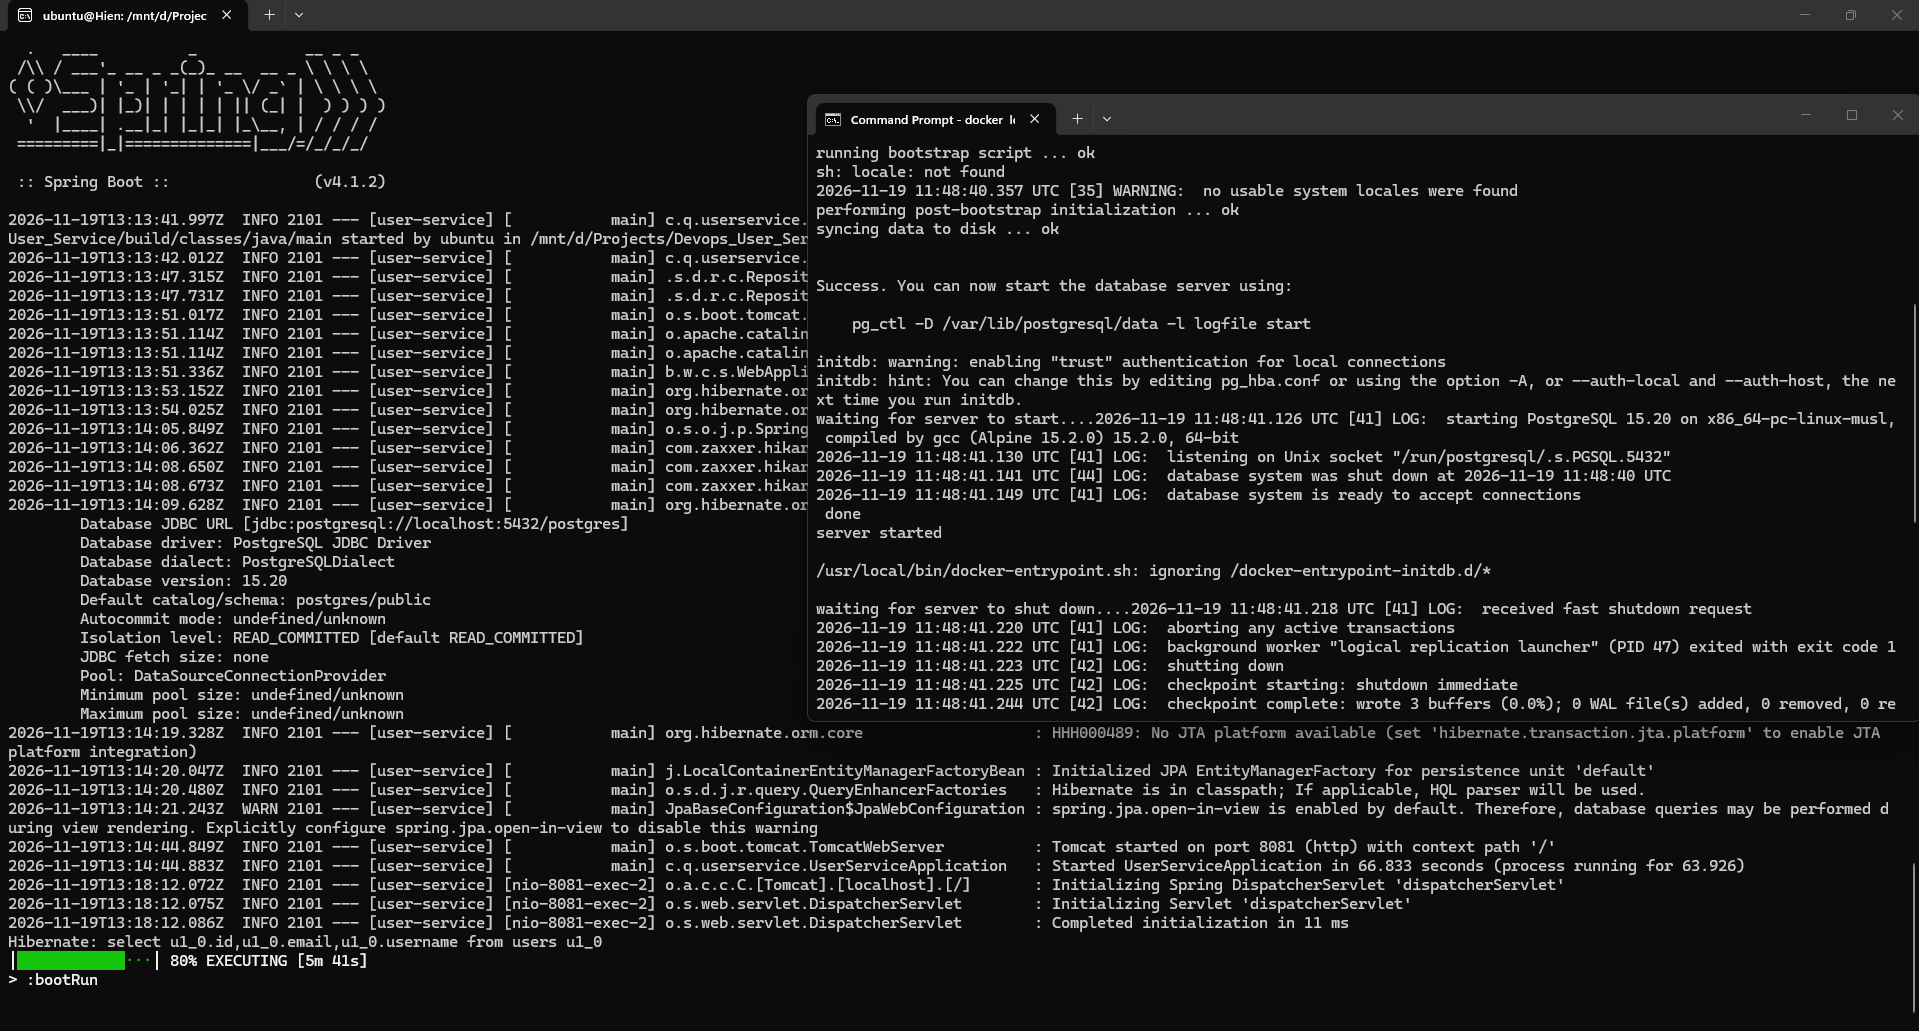 ubuntu@Hien: /mnt/d/Projec
  .   ____          _            __ _ _
 /\\ / ___'_ __ _ _(_)_ __  __ _ \ \ \ \
( ( )\___ | '_ | '_| | '_ \/ _` | \ \ \ \
 \\/  ___)| |_)| | | | | || (_| |  ) ) ) )
  '  |____| .__|_| |_|_| |_\__, | / / / /
 =========|_|==============|___/=/_/_/_/
 :: Spring Boot ::                (v4.1.2)
2026-11-19T13:13:41.997Z  INFO 2101 --- [user-service] [           main] c.q.userservice.
User_Service/build/classes/java/main started by ubuntu in /mnt/d/Projects/Devops_User_Ser
2026-11-19T13:13:42.012Z  INFO 2101 --- [user-service] [           main] c.q.userservice.
2026-11-19T13:13:47.315Z  INFO 2101 --- [user-service] [           main] .s.d.r.c.Reposit
2026-11-19T13:13:47.731Z  INFO 2101 --- [user-service] [           main] .s.d.r.c.Reposit
2026-11-19T13:13:51.017Z  INFO 2101 --- [user-service] [           main] o.s.boot.tomcat.
2026-11-19T13:13:51.114Z  INFO 2101 --- [user-service] [           main] o.apache.catalin
2026-11-19T13:13:51.114Z  INFO 2101 --- [user-service] [           main] o.apache.catalin
2026-11-19T13:13:51.336Z  INFO 2101 --- [user-service] [           main] b.w.c.s.WebAppli
2026-11-19T13:13:53.152Z  INFO 2101 --- [user-service] [           main] org.hibernate.or
2026-11-19T13:13:54.025Z  INFO 2101 --- [user-service] [           main] org.hibernate.or
2026-11-19T13:14:05.849Z  INFO 2101 --- [user-service] [           main] o.s.o.j.p.Spring
2026-11-19T13:14:06.362Z  INFO 2101 --- [user-service] [           main] com.zaxxer.hikar
2026-11-19T13:14:08.650Z  INFO 2101 --- [user-service] [           main] com.zaxxer.hikar
2026-11-19T13:14:08.673Z  INFO 2101 --- [user-service] [           main] com.zaxxer.hikar
2026-11-19T13:14:09.628Z  INFO 2101 --- [user-service] [           main] org.hibernate.or
Database JDBC URL [jdbc:postgresql://localhost:5432/postgres]
Database driver: PostgreSQL JDBC Driver
Database dialect: PostgreSQLDialect
Database version: 15.20
Default catalog/schema: postgres/public
Autocommit mode: undefined/unknown
Isolation level: READ_COMMITTED [default READ_COMMITTED]
JDBC fetch size: none
Pool: DataSourceConnectionProvider
Minimum pool size: undefined/unknown
Maximum pool size: undefined/unknown
2026-11-19T13:14:19.328Z  INFO 2101 --- [user-service] [           main] org.hibernate.orm.core                   : HHH000489: No JTA platform available (set 'hibernate.transaction.jta.platform' to enable JTA
platform integration)
2026-11-19T13:14:20.047Z  INFO 2101 --- [user-service] [           main] j.LocalContainerEntityManagerFactoryBean : Initialized JPA EntityManagerFactory for persistence unit 'default'
2026-11-19T13:14:20.480Z  INFO 2101 --- [user-service] [           main] o.s.d.j.r.query.QueryEnhancerFactories   : Hibernate is in classpath; If applicable, HQL parser will be used.
2026-11-19T13:14:21.243Z  WARN 2101 --- [user-service] [           main] JpaBaseConfiguration$JpaWebConfiguration : spring.jpa.open-in-view is enabled by default. Therefore, database queries may be performed d
uring view rendering. Explicitly configure spring.jpa.open-in-view to disable this warning
2026-11-19T13:14:44.849Z  INFO 2101 --- [user-service] [           main] o.s.boot.tomcat.TomcatWebServer          : Tomcat started on port 8081 (http) with context path '/'
2026-11-19T13:14:44.883Z  INFO 2101 --- [user-service] [           main] c.q.userservice.UserServiceApplication   : Started UserServiceApplication in 66.833 seconds (process running for 63.926)
2026-11-19T13:18:12.072Z  INFO 2101 --- [user-service] [nio-8081-exec-2] o.a.c.c.C.[Tomcat].[localhost].[/]       : Initializing Spring DispatcherServlet 'dispatcherServlet'
2026-11-19T13:18:12.075Z  INFO 2101 --- [user-service] [nio-8081-exec-2] o.s.web.servlet.DispatcherServlet        : Initializing Servlet 'dispatcherServlet'
2026-11-19T13:18:12.086Z  INFO 2101 --- [user-service] [nio-8081-exec-2] o.s.web.servlet.DispatcherServlet        : Completed initialization in 11 ms
Hibernate: select u1_0.id,u1_0.email,u1_0.username from users u1_0
80% EXECUTING [5m 41s]
> :bootRun
Command Prompt - docker lo
running bootstrap script ... ok
sh: locale: not found
2026-11-19 11:48:40.357 UTC [35] WARNING:  no usable system locales were found
performing post-bootstrap initialization ... ok
syncing data to disk ... ok
Success. You can now start the database server using:
pg_ctl -D /var/lib/postgresql/data -l logfile start
initdb: warning: enabling "trust" authentication for local connections
initdb: hint: You can change this by editing pg_hba.conf or using the option -A, or --auth-local and --auth-host, the ne
xt time you run initdb.
waiting for server to start....2026-11-19 11:48:41.126 UTC [41] LOG:  starting PostgreSQL 15.20 on x86_64-pc-linux-musl,
compiled by gcc (Alpine 15.2.0) 15.2.0, 64-bit
2026-11-19 11:48:41.130 UTC [41] LOG:  listening on Unix socket "/run/postgresql/.s.PGSQL.5432"
2026-11-19 11:48:41.141 UTC [44] LOG:  database system was shut down at 2026-11-19 11:48:40 UTC
2026-11-19 11:48:41.149 UTC [41] LOG:  database system is ready to accept connections
done
server started
/usr/local/bin/docker-entrypoint.sh: ignoring /docker-entrypoint-initdb.d/*
waiting for server to shut down....2026-11-19 11:48:41.218 UTC [41] LOG:  received fast shutdown request
2026-11-19 11:48:41.220 UTC [41] LOG:  aborting any active transactions
2026-11-19 11:48:41.222 UTC [41] LOG:  background worker "logical replication launcher" (PID 47) exited with exit code 1
2026-11-19 11:48:41.223 UTC [42] LOG:  shutting down
2026-11-19 11:48:41.225 UTC [42] LOG:  checkpoint starting: shutdown immediate
2026-11-19 11:48:41.244 UTC [42] LOG:  checkpoint complete: wrote 3 buffers (0.0%); 0 WAL file(s) added, 0 removed, 0 re